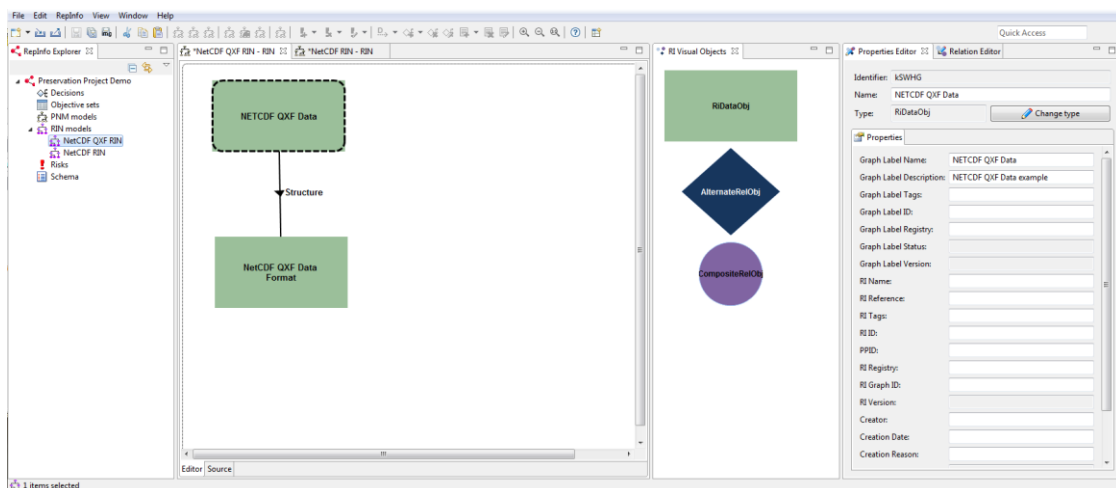 File Edit RepInfo View Window Help
Quick Access
RepInfo Explorer
Preservation Project Demo
Decisions
Objective sets
PNM models
RIN models
NetCDF QXF RIN
NetCDF RIN
Risks
Schema
*NetCDF QXF RIN - RIN
*NetCDF RIN - RIN
NETCDF QXF Data
Structure
NetCDF QXF Data
Format
Editor Source
RI Visual Objects
RiDataObj
AlternateRelObj
CompositeRelObj
Properties Editor
Relation Editor
Identifier: kSWHG
Name: NETCDF QXF Data
Type: RiDataObj Change type
Properties
Graph Label Name: NETCDF QXF Data
Graph Label Description: NETCDF QXF Data example
Graph Label Tags:
Graph Label ID:
Graph Label Registry:
Graph Label Status:
Graph Label Version:
RI Name:
RI Reference:
RI Tags:
RI ID:
PPID:
RI Registry:
RI Graph ID:
RI Version:
Creator:
Creation Date:
Creation Reason:
1 items selected